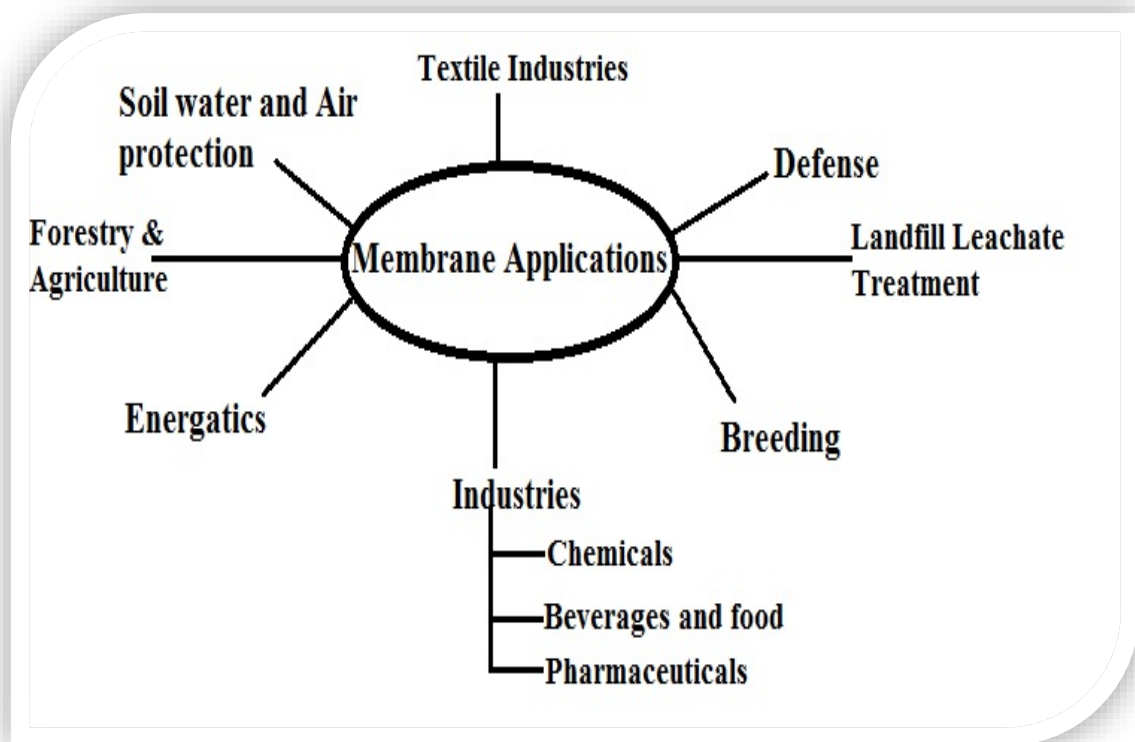 Textile Industries
Soil water and Air
protection
Defense
Forestry &
Agriculture
Membrane Applications
Landfill Leachate
Treatment
Energatics
Breeding
Industries
Chemicals
Beverages and food
Pharmaceuticals